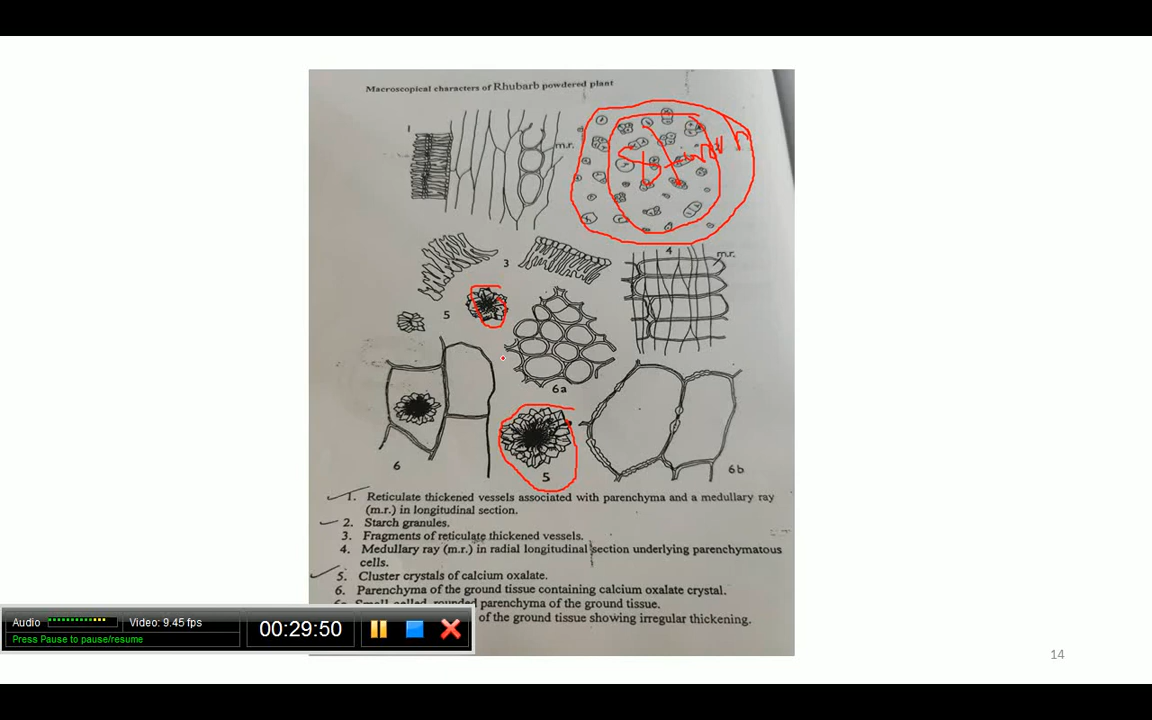 Macroscopical characters of Rhubarb powdered plant
1
m.r.
2
3
4
m.r.
5
6a
6
5
6b
1. Reticulate thickened vessels associated with parenchyma and a medullary ray
(m.r.) in longitudinal section.
2. Starch granules.
3. Fragments of reticulate thickened vessels.
4. Medullary ray (m.r.) in radial longitudinal section underlying parenchymatous
cells.
5. Cluster crystals of calcium oxalate.
6. Parenchyma of the ground tissue containing calcium oxalate crystal.
parenchyma of the ground tissue.
of the ground tissue showing irregular thickening.
Audio
Video: 9.45 fps
Press Pause to pause/resume
00:29:50
14